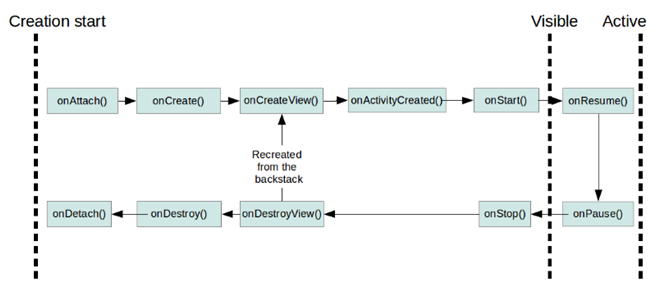 Creation start
Visible
Active
onAttach()
onCreate()
onCreateView()
onActivityCreated()
onStart()
onResume()
Recreated
from the
backstack
onDetach()
onDestroy()
onDestroyView()
onStop()
onPause()